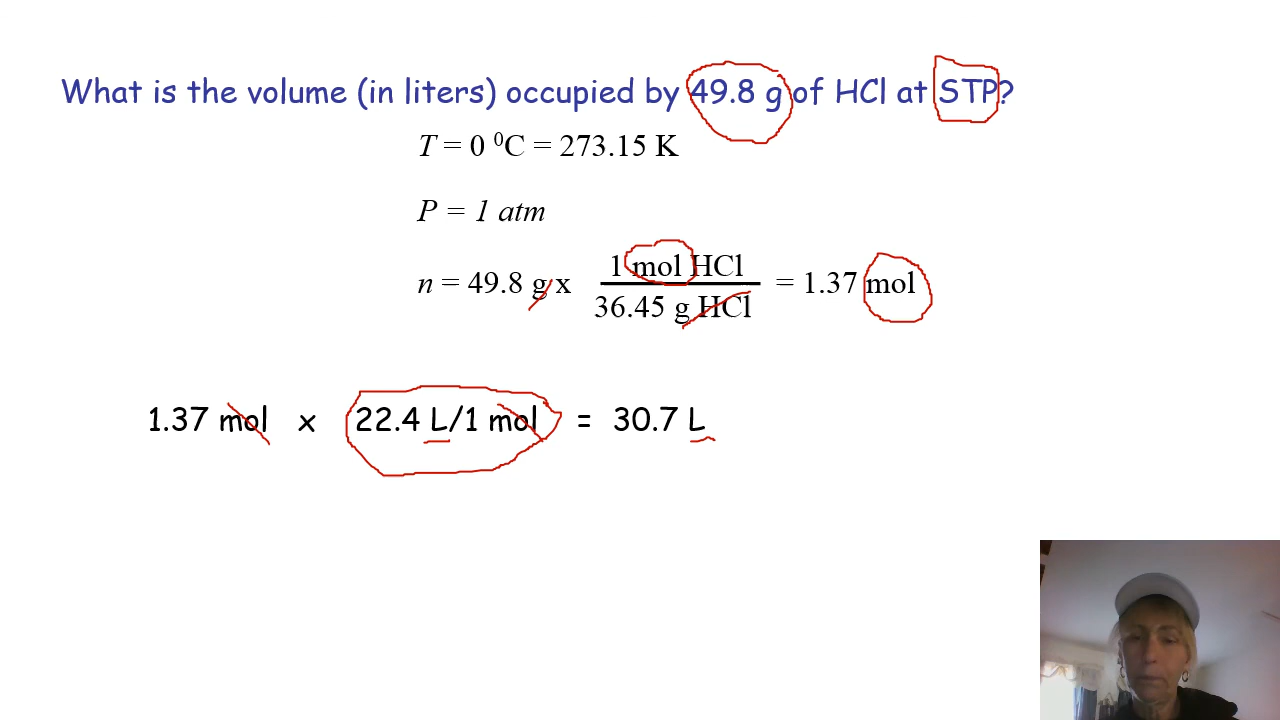 What is the volume (in liters) occupied by 49.8 g of HCl at STP?
T = 0 ⁰C = 273.15 K
P = 1 atm
n = 49.8 g x 1 mol HCl / 36.45 g HCl = 1.37 mol
1.37 mol x 22.4 L/1 mol = 30.7 L